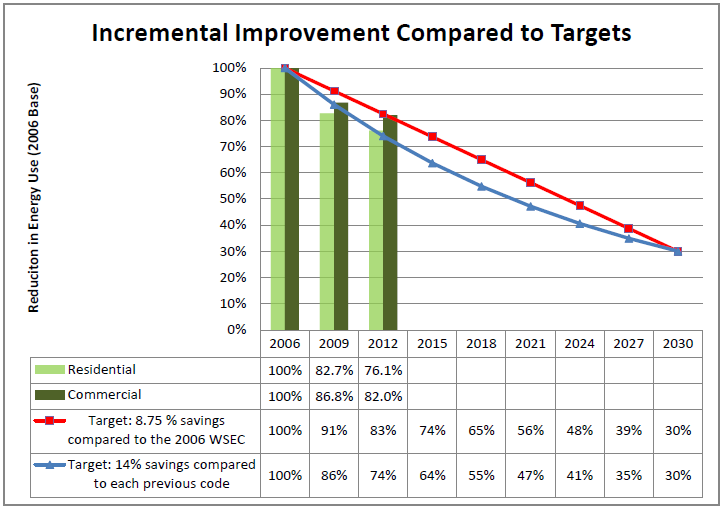 Incremental Improvement Compared to Targets
Reduciton in Energy Use (2006 Base)
100%
90%
80%
70%
60%
50%
40%
30%
20%
10%
0%
2006 2009 2012 2015 2018 2021 2024 2027 2030
Residential 100% 82.7% 76.1%
Commercial 100% 86.8% 82.0%
Target: 8.75 % savings
compared to the 2006 WSEC
100% 91% 83% 74% 65% 56% 48% 39% 30%
Target: 14% savings compared
to each previous code
100% 86% 74% 64% 55% 47% 41% 35% 30%